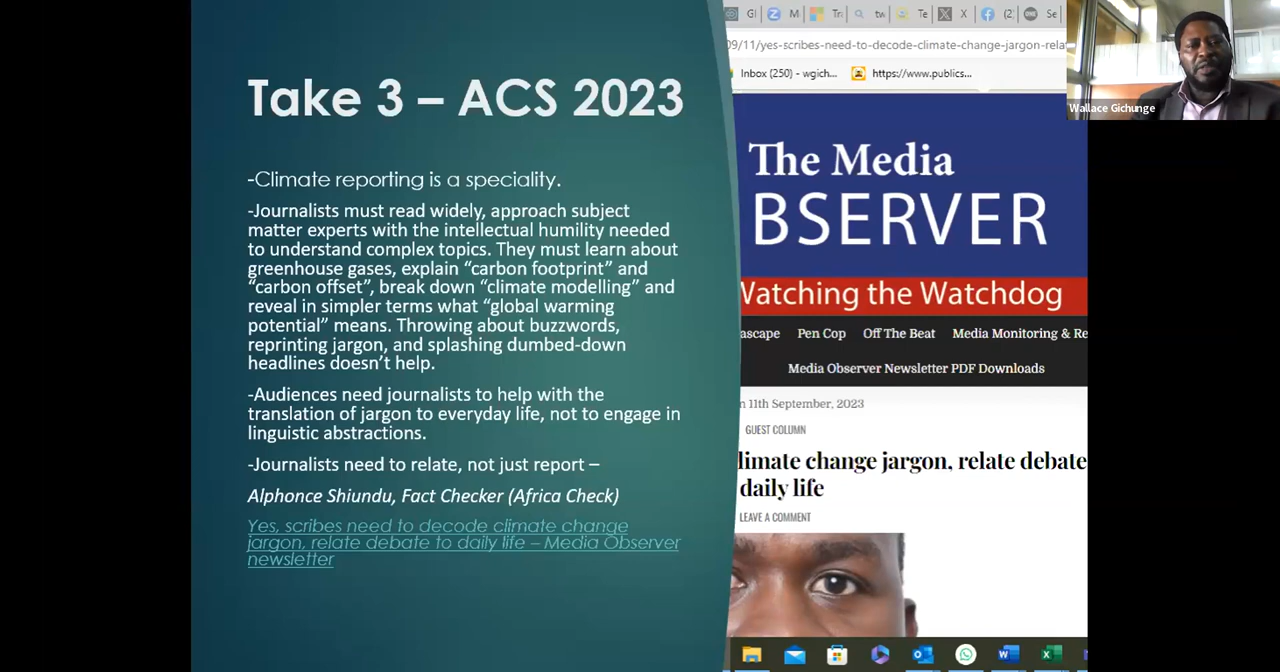 Take 3 – ACS 2023
-Climate reporting is a speciality.
-Journalists must read widely, approach subject
matter experts with the intellectual humility needed
to understand complex topics. They must learn about
greenhouse gases, explain “carbon footprint” and
“carbon offset”, break down “climate modelling” and
reveal in simpler terms what “global warming
potential” means. Throwing about buzzwords,
reprinting jargon, and splashing dumbed-down
headlines doesn’t help.
-Audiences need journalists to help with the
translation of jargon to everyday life, not to engage in
linguistic abstractions.
-Journalists need to relate, not just report –
Alphonce Shiundu, Fact Checker (Africa Check)
Yes, scribes need to decode climate change
jargon, relate debate to daily life – Media Observer
newsletter
G M Tr tw Te X (2 Se
09/11/yes-scribes-need-to-decode-climate-change-jargon-rela
Inbox (250) – wgich... https://www.publics...
The Media
BSERVER
Watching the Watchdog
ascape Pen Cop Off The Beat Media Monitoring & Re
Media Observer Newsletter PDF Downloads
n 11th September, 2023
GUEST COLUMN
limate change jargon, relate debate
daily life
LEAVE A COMMENT
Wallace Gichunge